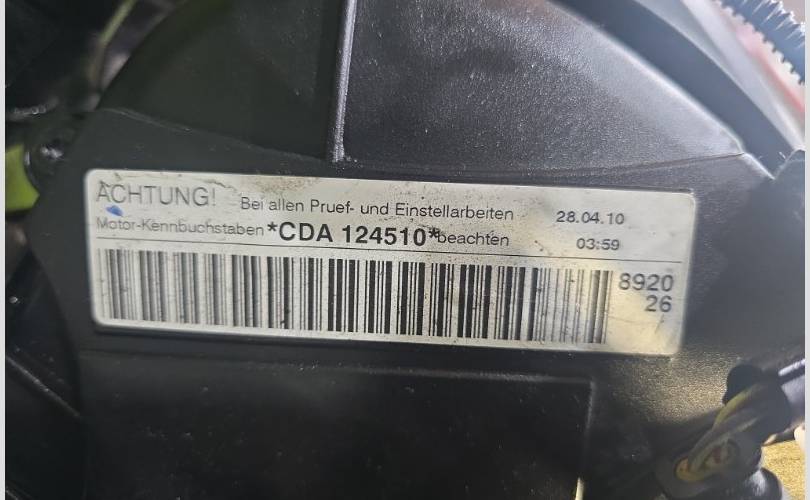 ACHTUNG! Bei allen Pruef- und Einstellarbeiten 28.04.10
Motor-Kennbuchstaben *CDA 124510* beachten 03:59
8920
26